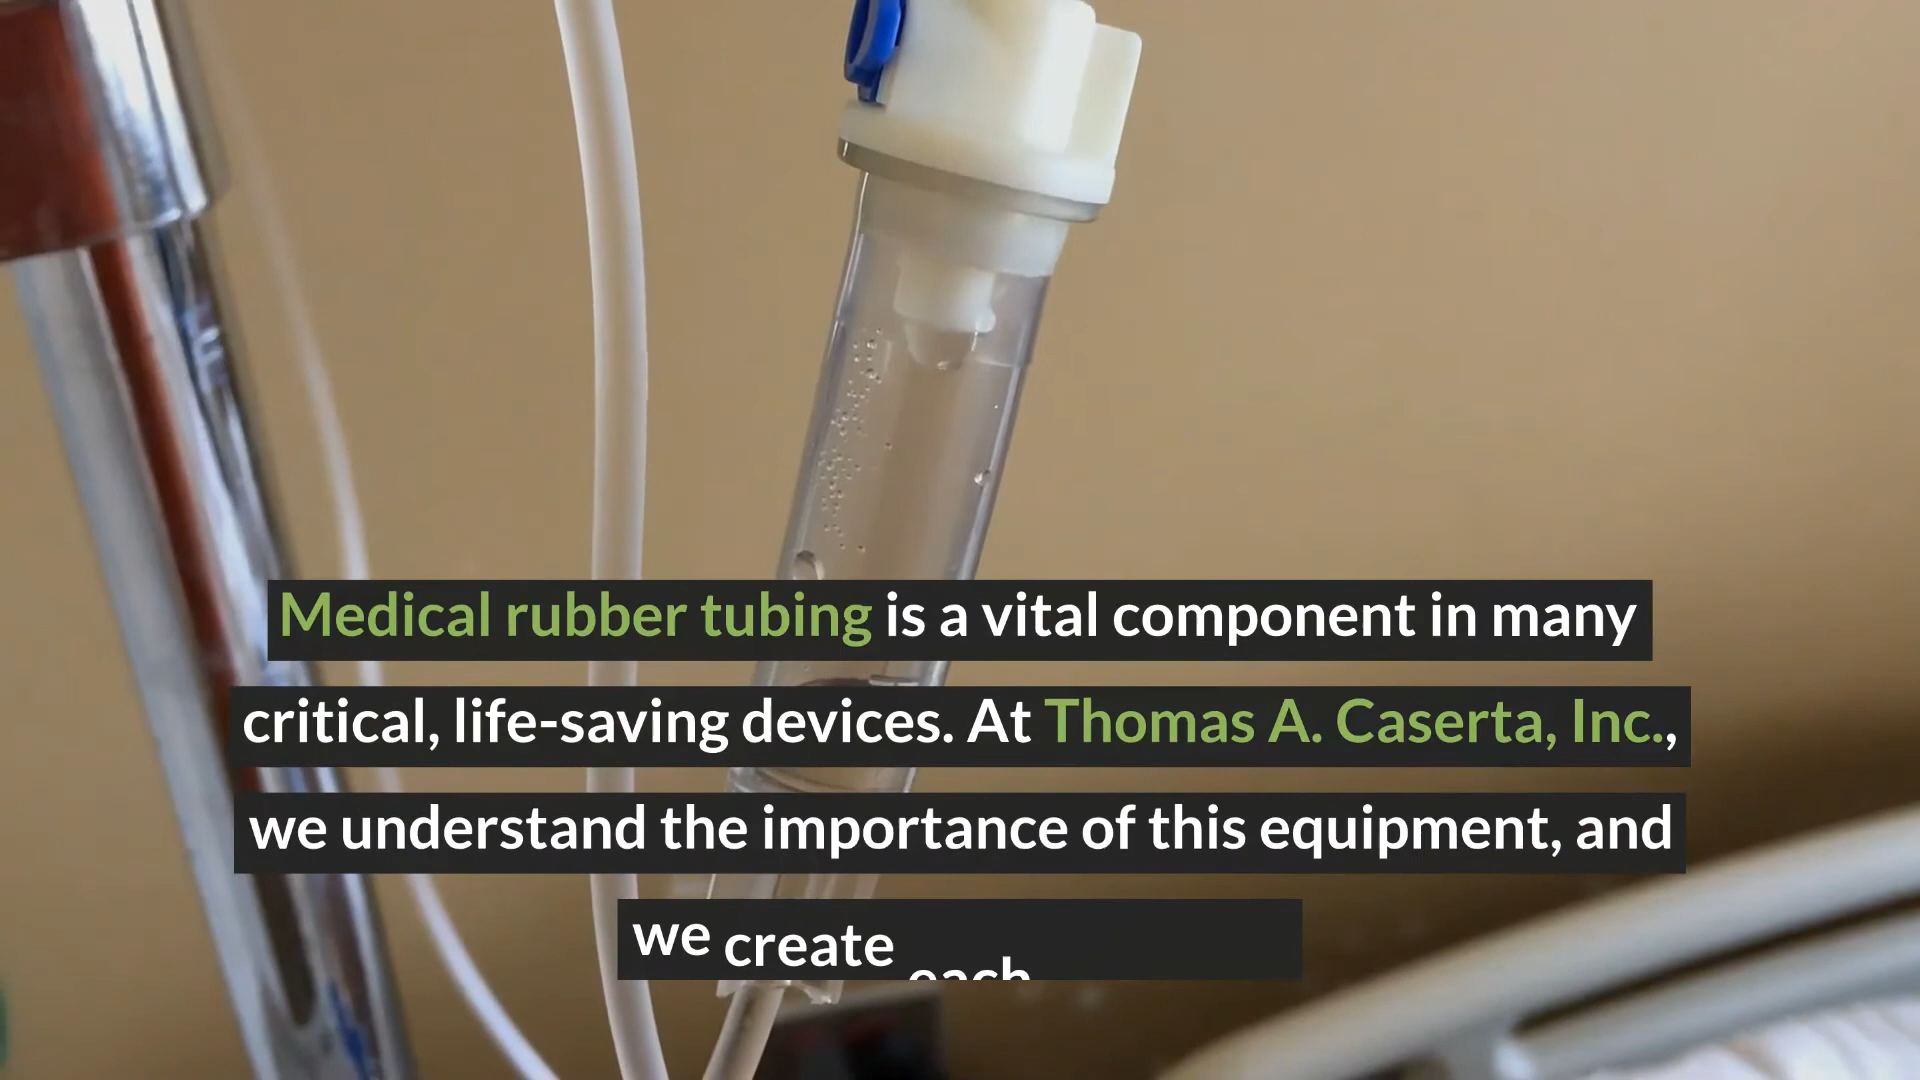 Medical rubber tubing is a vital component in many
critical, life-saving devices. At Thomas A. Caserta, Inc.,
we understand the importance of this equipment, and
we create each